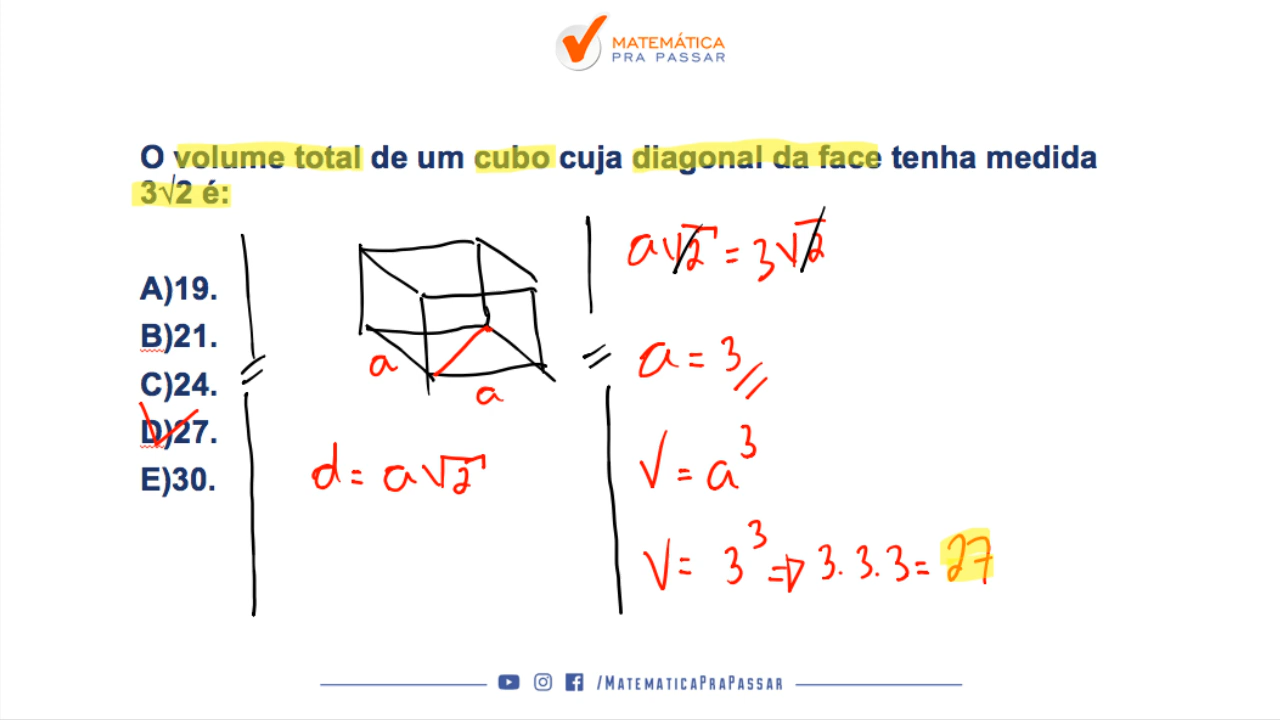 MATEMÁTICA
PRA PASSAR
O volume total de um cubo cuja diagonal da face tenha medida
3√2 é:
A)19.
B)21.
C)24.
D)27.
E)30.
a
a
d = a√2
a√2 = 3√2
a = 3
V = a³
V = 3³ => 3.3.3 = 27
/MatematicaPraPassar